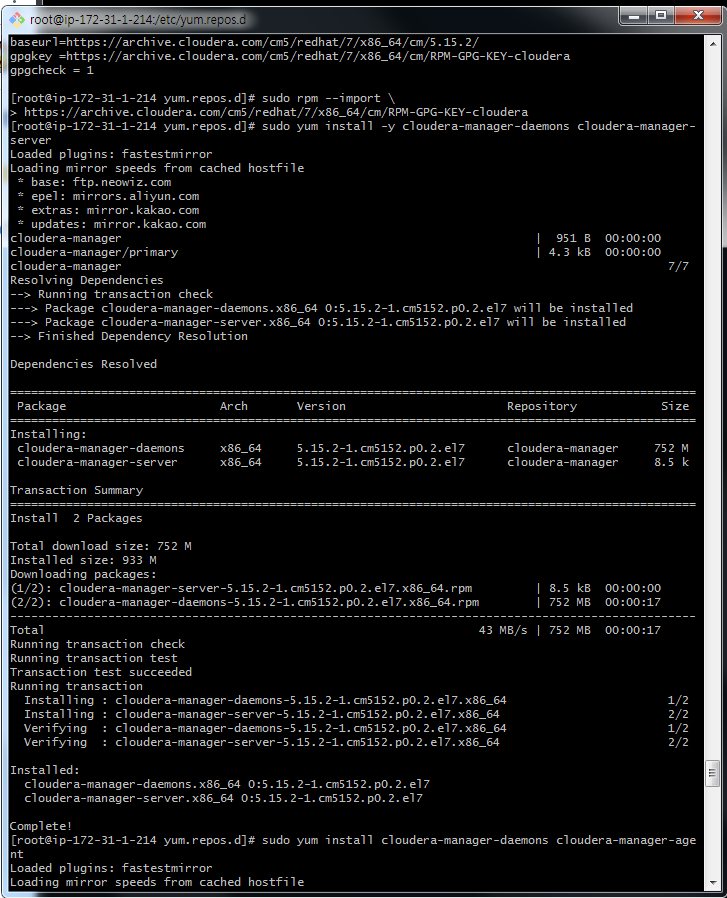 root@ip-172-31-1-214:/etc/yum.repos.d
baseurl=https://archive.cloudera.com/cm5/redhat/7/x86_64/cm/5.15.2/
gpgkey =https://archive.cloudera.com/cm5/redhat/7/x86_64/cm/RPM-GPG-KEY-cloudera
gpgcheck = 1
[root@ip-172-31-1-214 yum.repos.d]# sudo rpm --import \
> https://archive.cloudera.com/cm5/redhat/7/x86_64/cm/RPM-GPG-KEY-cloudera
[root@ip-172-31-1-214 yum.repos.d]# sudo yum install -y cloudera-manager-daemons cloudera-manager-
server
Loaded plugins: fastestmirror
Loading mirror speeds from cached hostfile
 * base: ftp.neowiz.com
 * epel: mirrors.aliyun.com
 * extras: mirror.kakao.com
 * updates: mirror.kakao.com
cloudera-manager | 951 B 00:00:00
cloudera-manager/primary | 4.3 kB 00:00:00
cloudera-manager 7/7
Resolving Dependencies
--> Running transaction check
---> Package cloudera-manager-daemons.x86_64 0:5.15.2-1.cm5152.p0.2.el7 will be installed
---> Package cloudera-manager-server.x86_64 0:5.15.2-1.cm5152.p0.2.el7 will be installed
--> Finished Dependency Resolution
Dependencies Resolved
================================================================================
Package Arch Version Repository Size
================================================================================
Installing:
cloudera-manager-daemons x86_64 5.15.2-1.cm5152.p0.2.el7 cloudera-manager 752 M
cloudera-manager-server x86_64 5.15.2-1.cm5152.p0.2.el7 cloudera-manager 8.5 k
Transaction Summary
================================================================================
Install 2 Packages
Total download size: 752 M
Installed size: 933 M
Downloading packages:
(1/2): cloudera-manager-server-5.15.2-1.cm5152.p0.2.el7.x86_64.rpm | 8.5 kB 00:00:00
(2/2): cloudera-manager-daemons-5.15.2-1.cm5152.p0.2.el7.x86_64.rpm | 752 MB 00:00:17
--------------------------------------------------------------------------------
Total 43 MB/s | 752 MB 00:00:17
Running transaction check
Running transaction test
Transaction test succeeded
Running transaction
Installing : cloudera-manager-daemons-5.15.2-1.cm5152.p0.2.el7.x86_64 1/2
Installing : cloudera-manager-server-5.15.2-1.cm5152.p0.2.el7.x86_64 2/2
Verifying : cloudera-manager-daemons-5.15.2-1.cm5152.p0.2.el7.x86_64 1/2
Verifying : cloudera-manager-server-5.15.2-1.cm5152.p0.2.el7.x86_64 2/2
Installed:
cloudera-manager-daemons.x86_64 0:5.15.2-1.cm5152.p0.2.el7
cloudera-manager-server.x86_64 0:5.15.2-1.cm5152.p0.2.el7
Complete!
[root@ip-172-31-1-214 yum.repos.d]# sudo yum install cloudera-manager-daemons cloudera-manager-age
nt
Loaded plugins: fastestmirror
Loading mirror speeds from cached hostfile